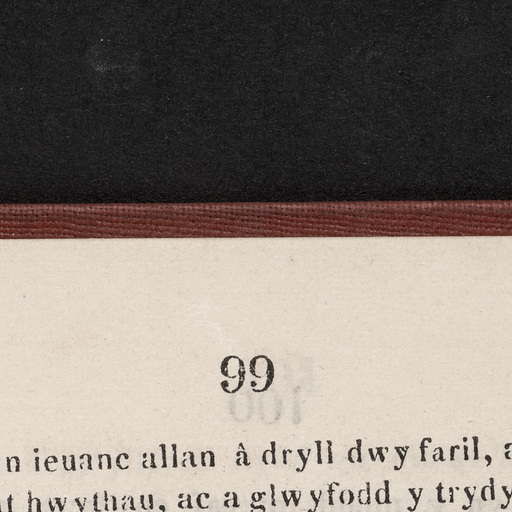 99
n ieuanc allan â dryll dwy faril, a
hwythau, ac a glwyfodd y trydy